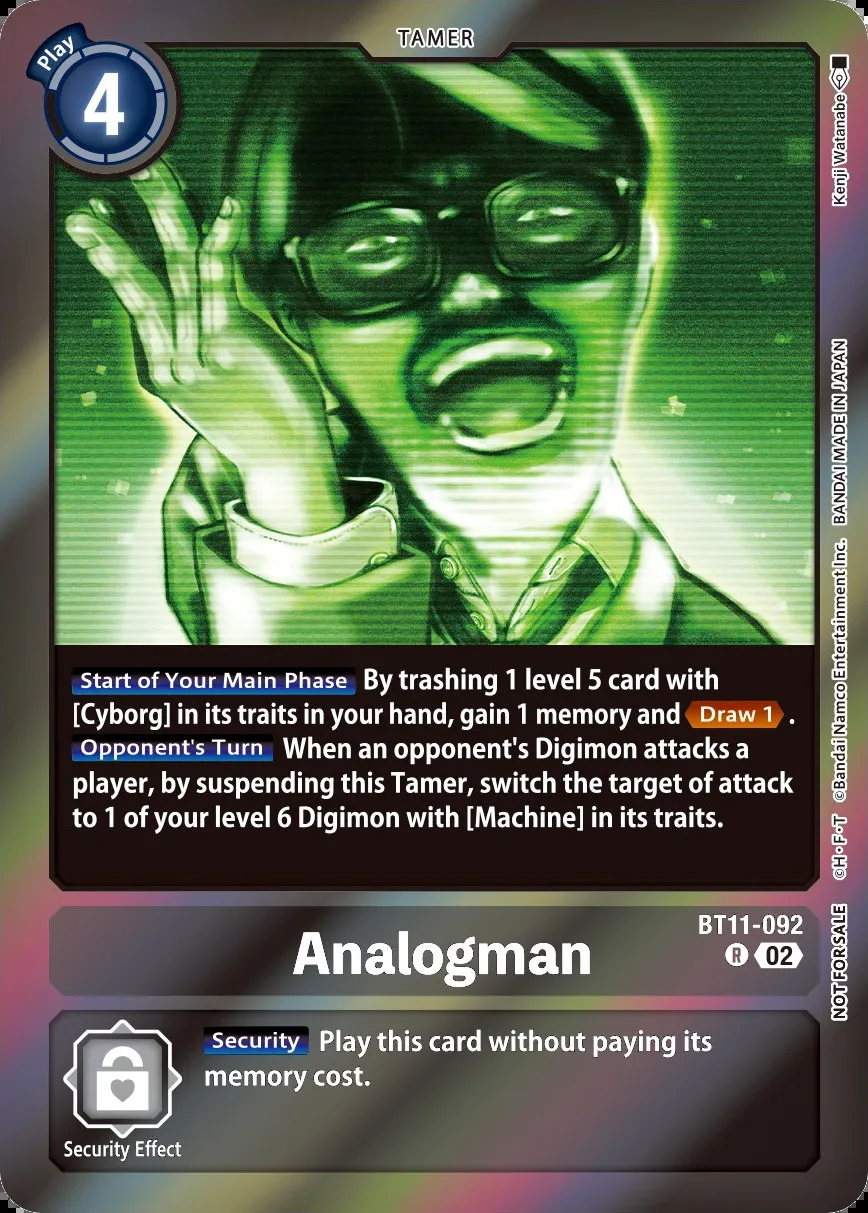 TAMER
Play
4
Kenji Watanabe
Start of Your Main Phase By trashing 1 level 5 card with
[Cyborg] in its traits in your hand, gain 1 memory and Draw 1 .
Opponent's Turn When an opponent's Digimon attacks a
player, by suspending this Tamer, switch the target of attack
to 1 of your level 6 Digimon with [Machine] in its traits.
©H・F・T ©Bandai Namco Entertainment Inc. BANDAI MADE IN JAPAN
NOT FOR SALE
BT11-092
Analogman
R 02
Security Play this card without paying its
memory cost.
Security Effect